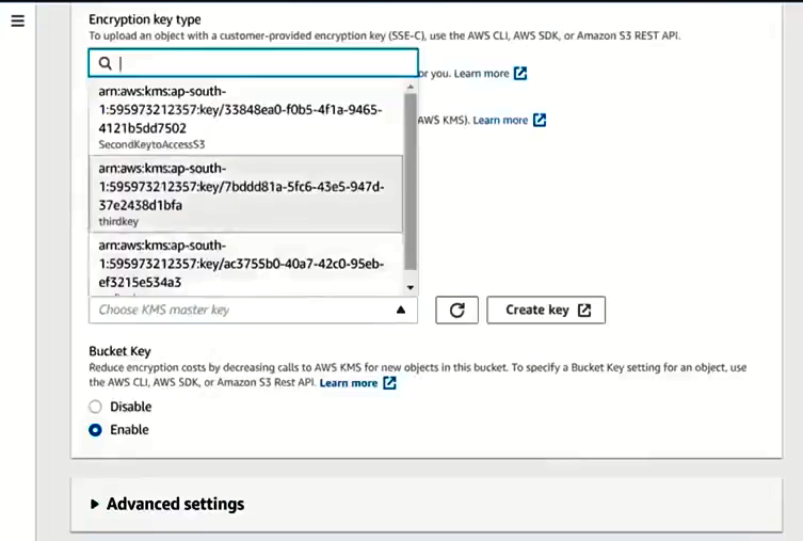 Encryption key type
To upload an object with a customer-provided encryption key (SSE-C), use the AWS CLI, AWS SDK, or Amazon S3 REST API.
or you. Learn more
arn:aws:kms:ap-south-
1:595973212357:key/33848ea0-f0b5-4f1a-9465-
AWS KMS). Learn more
4121b5dd7502
SecondKeytoAccessS3
arn:aws:kms:ap-south-
1:595973212357:key/7bddd81a-5fc6-43e5-947d-
37e2438d1bfa
thirdkey
arn:aws:kms:ap-south-
1:595973212357:key/ac3755b0-40a7-42c0-95eb-
ef3215e534a3
Choose KMS master key
Create key
Bucket Key
Reduce encryption costs by decreasing calls to AWS KMS for new objects in this bucket. To specify a Bucket Key setting for an object, use
the AWS CLI, AWS SDK, or Amazon S3 Rest API. Learn more
Disable
Enable
Advanced settings